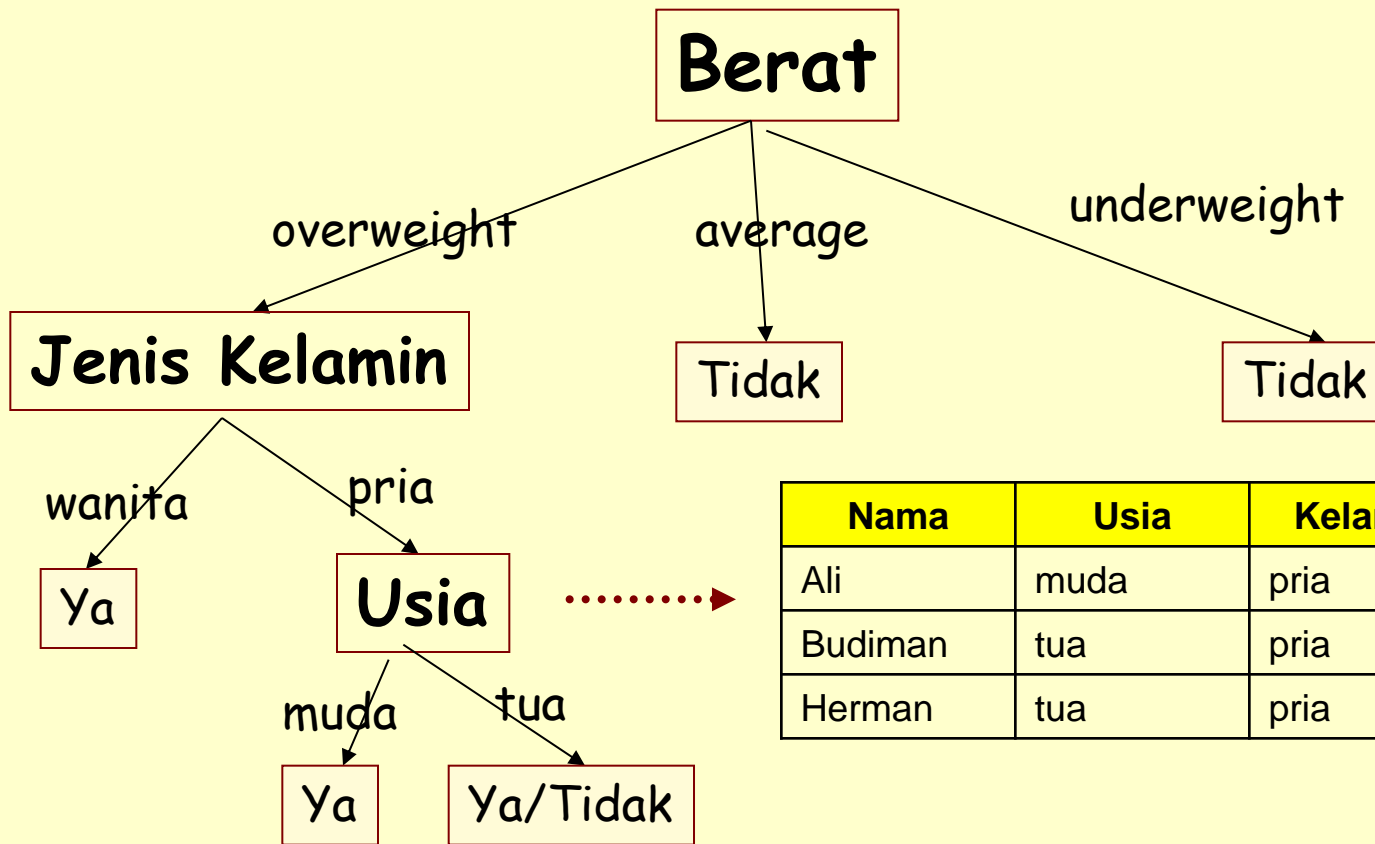 Berat
overweight
average
underweight
Jenis Kelamin
Tidak
Tidak
wanita
pria
Ya
Usia
muda
tua
Ya
Ya/Tidak
Nama Usia
Ali muda pria
Budiman tua pria
Herman tua pria